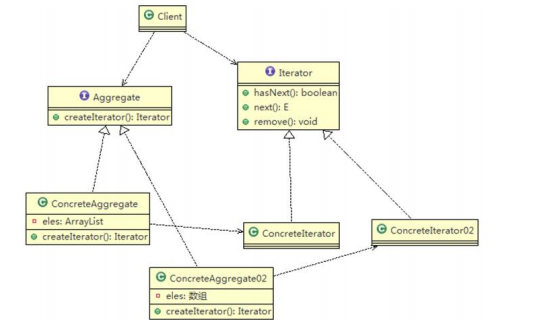 C Client
I Iterator
hasNext(): boolean
next(): E
remove(): void
I Aggregate
createIterator(): Iterator
C ConcreteAggregate
eles: ArrayList
createIterator(): Iterator
C ConcreteIterator
C ConcreteIterator02
C ConcreteAggregate02
eles: 数组
createIterator(): Iterator